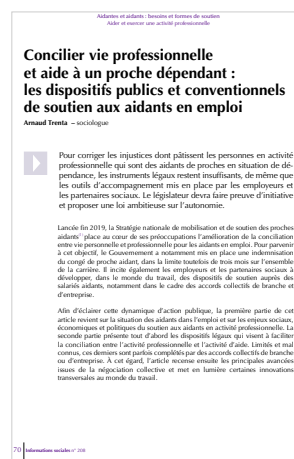 Aidantes et aidants : besoins et formes de soutien
Aider et exercer une activité professionnelle
Concilier vie professionnelle
et aide à un proche dépendant :
les dispositifs publics et conventionnels
de soutien aux aidants en emploi
Arnaud Trenta – sociologue
Pour corriger les injustices dont pâtissent les personnes en activité
professionnelle qui sont des aidants de proches en situation de dé-
pendance, les instruments légaux restent insuffisants, de même que
les outils d'accompagnement mis en place par les employeurs et
les partenaires sociaux. Le législateur devra faire preuve d'initiative
et proposer une loi ambitieuse sur l'autonomie.
Lancée fin 2019, la Stratégie nationale de mobilisation et de soutien des proches
aidants place au cœur de ses préoccupations l'amélioration de la conciliation
entre vie personnelle et professionnelle pour les aidants en emploi. Pour parvenir
à cet objectif, le Gouvernement a notamment mis en place une indemnisation
du congé de proche aidant, dans la limite toutefois de trois mois sur l'ensemble
de la carrière. Il incite également les employeurs et les partenaires sociaux à
développer, dans le monde du travail, des dispositifs de soutien auprès des
salariés aidants, notamment dans le cadre des accords collectifs de branche et
d'entreprise.
Afin d'éclairer cette dynamique d'action publique, la première partie de cet
article revient sur la situation des aidants dans l'emploi et sur les enjeux sociaux,
économiques et politiques du soutien aux aidants en activité professionnelle. La
seconde partie présente tout d'abord les dispositifs légaux qui visent à faciliter
la conciliation entre l'activité professionnelle et l'activité d'aide. Limités et mal
connus, ces derniers sont parfois complétés par des accords collectifs de branche
ou d'entreprise. À cet égard, l'article recense ensuite les principales avancées
issues de la négociation collective et met en lumière certaines innovations
transversales au monde du travail.
70 Informations sociales n° 208